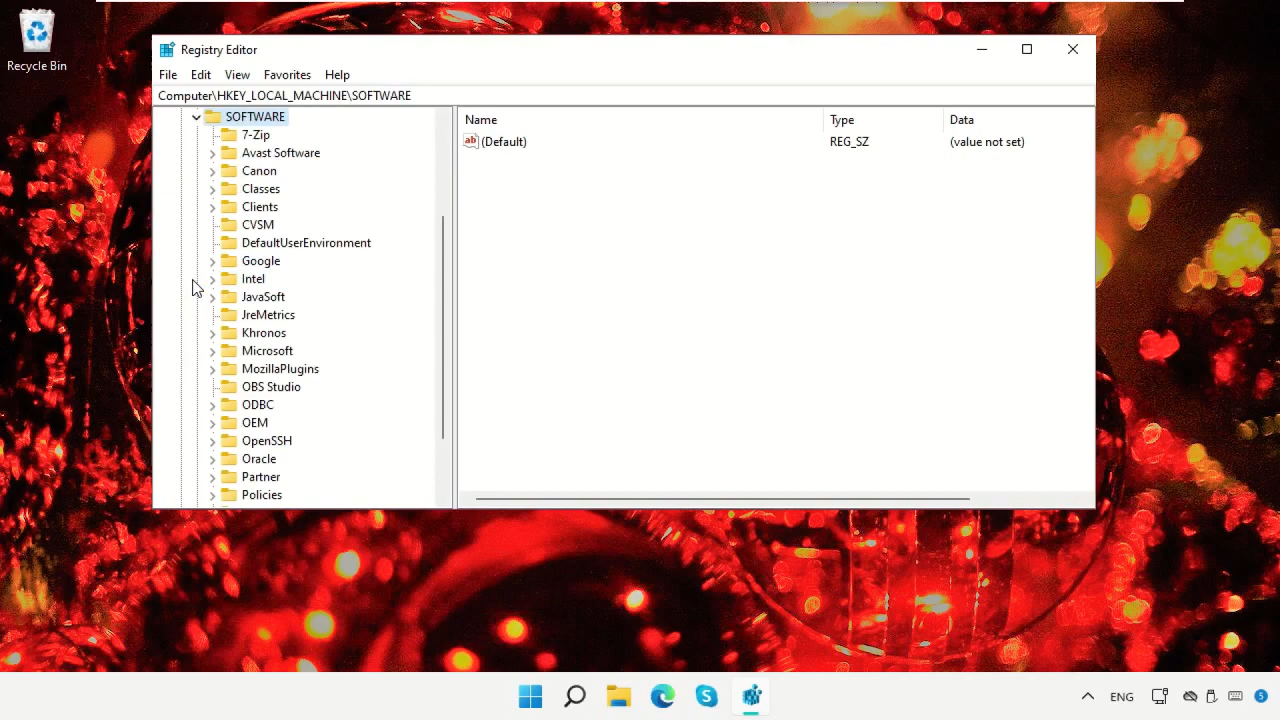 Recycle Bin
Registry Editor
File Edit View Favorites Help
Computer\HKEY_LOCAL_MACHINE\SOFTWARE
SOFTWARE
7-Zip
Avast Software
Canon
Classes
Clients
CVSM
DefaultUserEnvironment
Google
Intel
JavaSoft
JreMetrics
Khronos
Microsoft
MozillaPlugins
OBS Studio
ODBC
OEM
OpenSSH
Oracle
Partner
Policies
Name Type Data
ab (Default) REG_SZ (value not set)
S
ENG 5